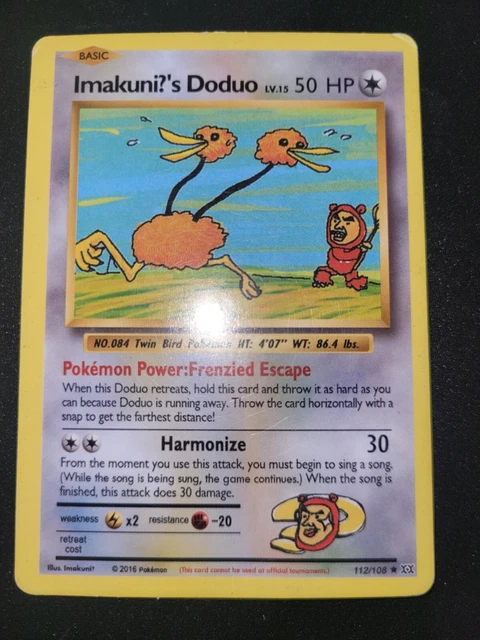 BASIC
Imakuni?'s Doduo LV.15 50 HP
NO.084 Twin Bird Pokémon HT: 4'07" WT: 86.4 lbs.
Pokémon Power:Frenzied Escape
When this Doduo retreats, hold this card and throw it as hard as you
can because Doduo is running away. Throw the card horizontally with a
snap to get the farthest distance!
Harmonize 30
From the moment you use this attack, you must begin to sing a song.
(While the song is being sung, the game continues.) When the song is
finished, this attack does 30 damage.
weakness x2 resistance -20
retreat
cost
Illus. Imakuni? © 2016 Pokémon (This card cannot be used at official tournaments.) 112/108 ★ XY